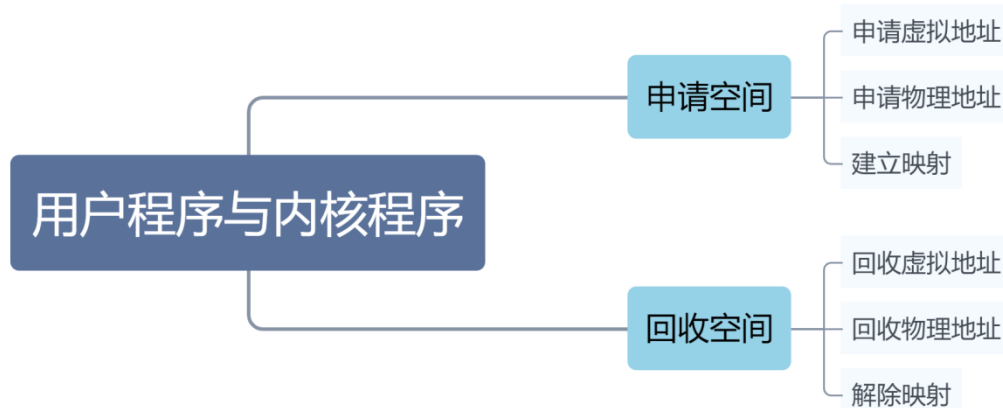 用户程序与内核程序
申请空间
申请虚拟地址
申请物理地址
建立映射
回收空间
回收虚拟地址
回收物理地址
解除映射